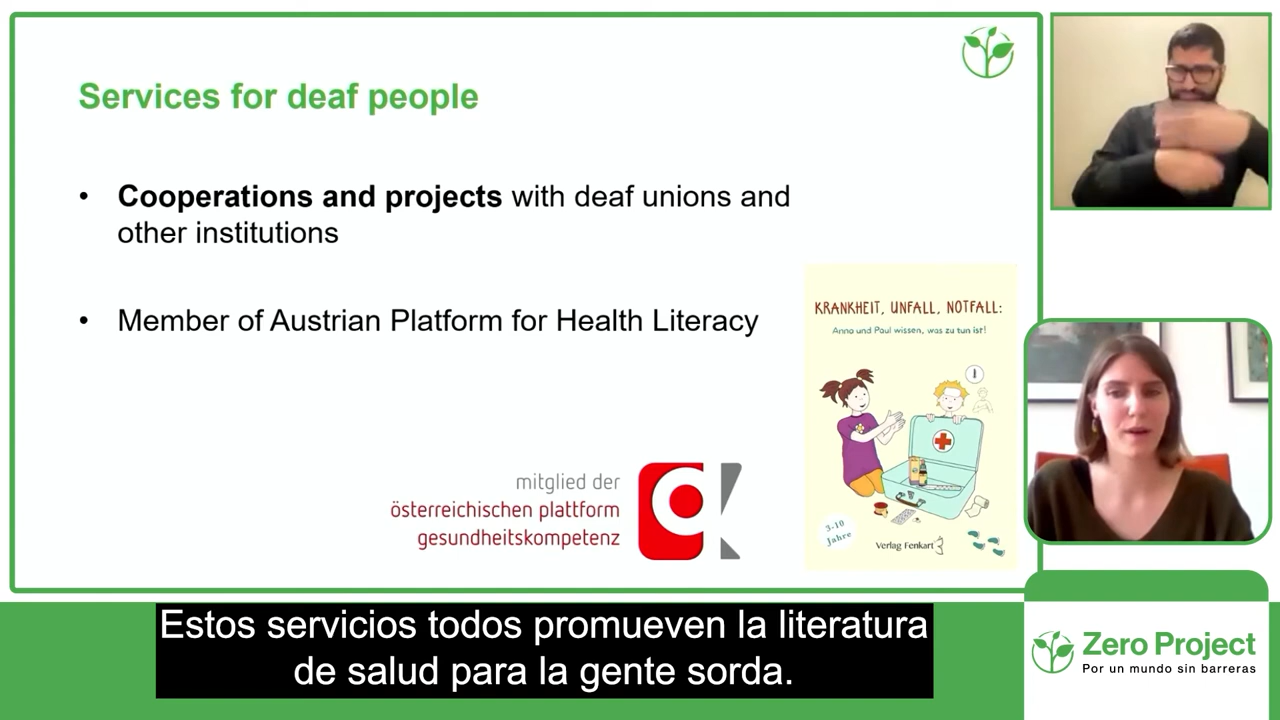 Services for deaf people
• Cooperations and projects with deaf unions and
other institutions
• Member of Austrian Platform for Health Literacy
mitglied der
österreichischen plattform
gesundheitskompetenz
KRANKHEIT, UNFALL, NOTFALL:
Anna und Paul wissen, was zu tun ist!
3-10
Jahre
Verlag Fenkart
Estos servicios todos promueven la literatura
de salud para la gente sorda.
Zero Project
Por un mundo sin barreras